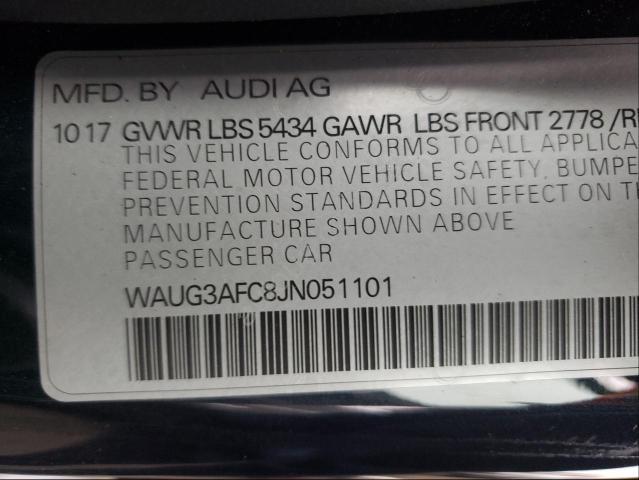 MFD. BY AUDI AG
10 17 GVWR LBS 5434 GAWR LBS FRONT 2778 /R
THIS VEHICLE CONFORMS TO ALL APPLICA
FEDERAL MOTOR VEHICLE SAFETY, BUMPE
PREVENTION STANDARDS IN EFFECT ON T
MANUFACTURE SHOWN ABOVE
PASSENGER CAR
WAUG3AFC8JN051101